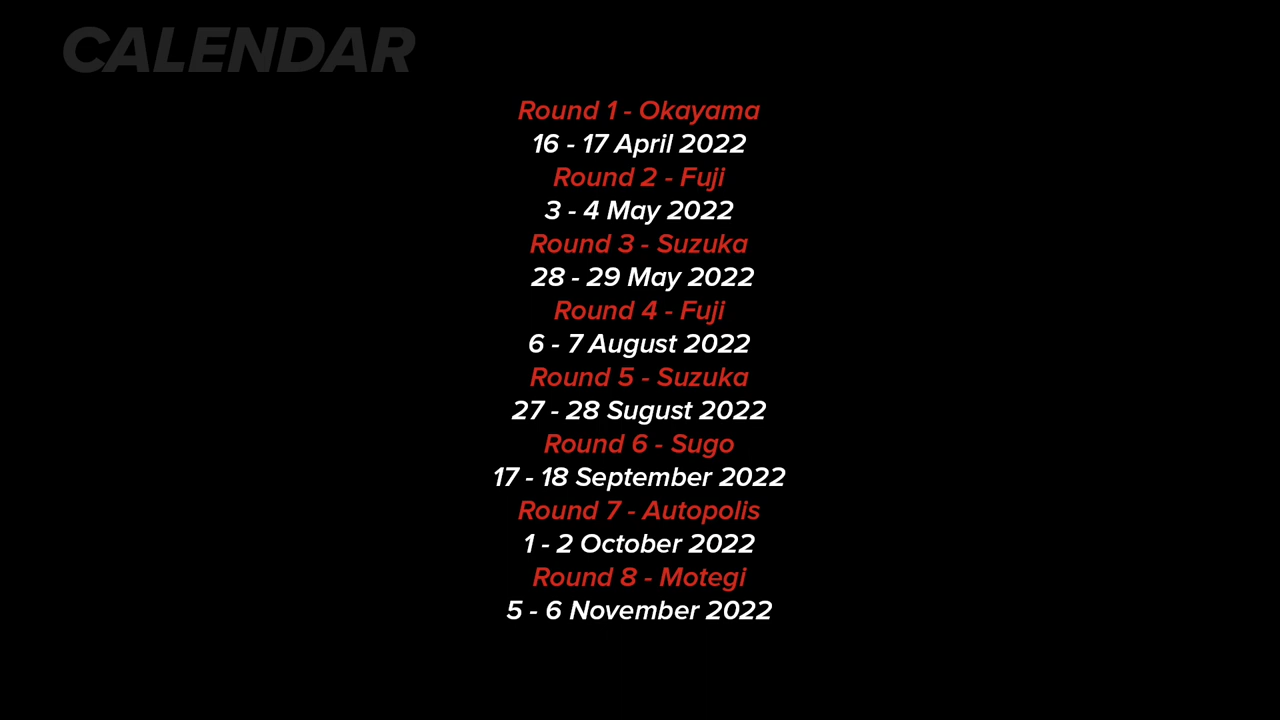 CALENDAR
Round 1 - Okayama
16 - 17 April 2022
Round 2 - Fuji
3 - 4 May 2022
Round 3 - Suzuka
28 - 29 May 2022
Round 4 - Fuji
6 - 7 August 2022
Round 5 - Suzuka
27 - 28 Sugust 2022
Round 6 - Sugo
17 - 18 September 2022
Round 7 - Autopolis
1 - 2 October 2022
Round 8 - Motegi
5 - 6 November 2022